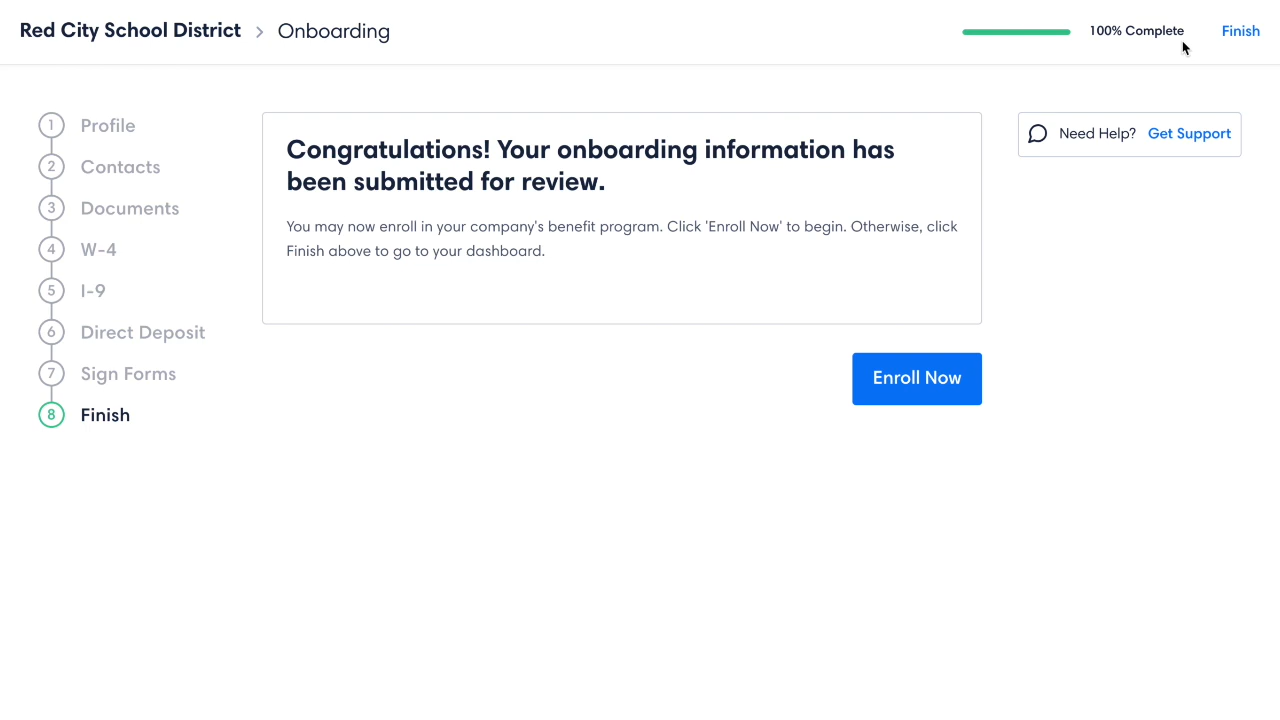 Red City School District > Onboarding
100% Complete
Finish
1 Profile
2 Contacts
3 Documents
4 W-4
5 I-9
6 Direct Deposit
7 Sign Forms
8 Finish
Congratulations! Your onboarding information has
been submitted for review.
You may now enroll in your company's benefit program. Click 'Enroll Now' to begin. Otherwise, click
Finish above to go to your dashboard.
Enroll Now
Need Help? Get Support